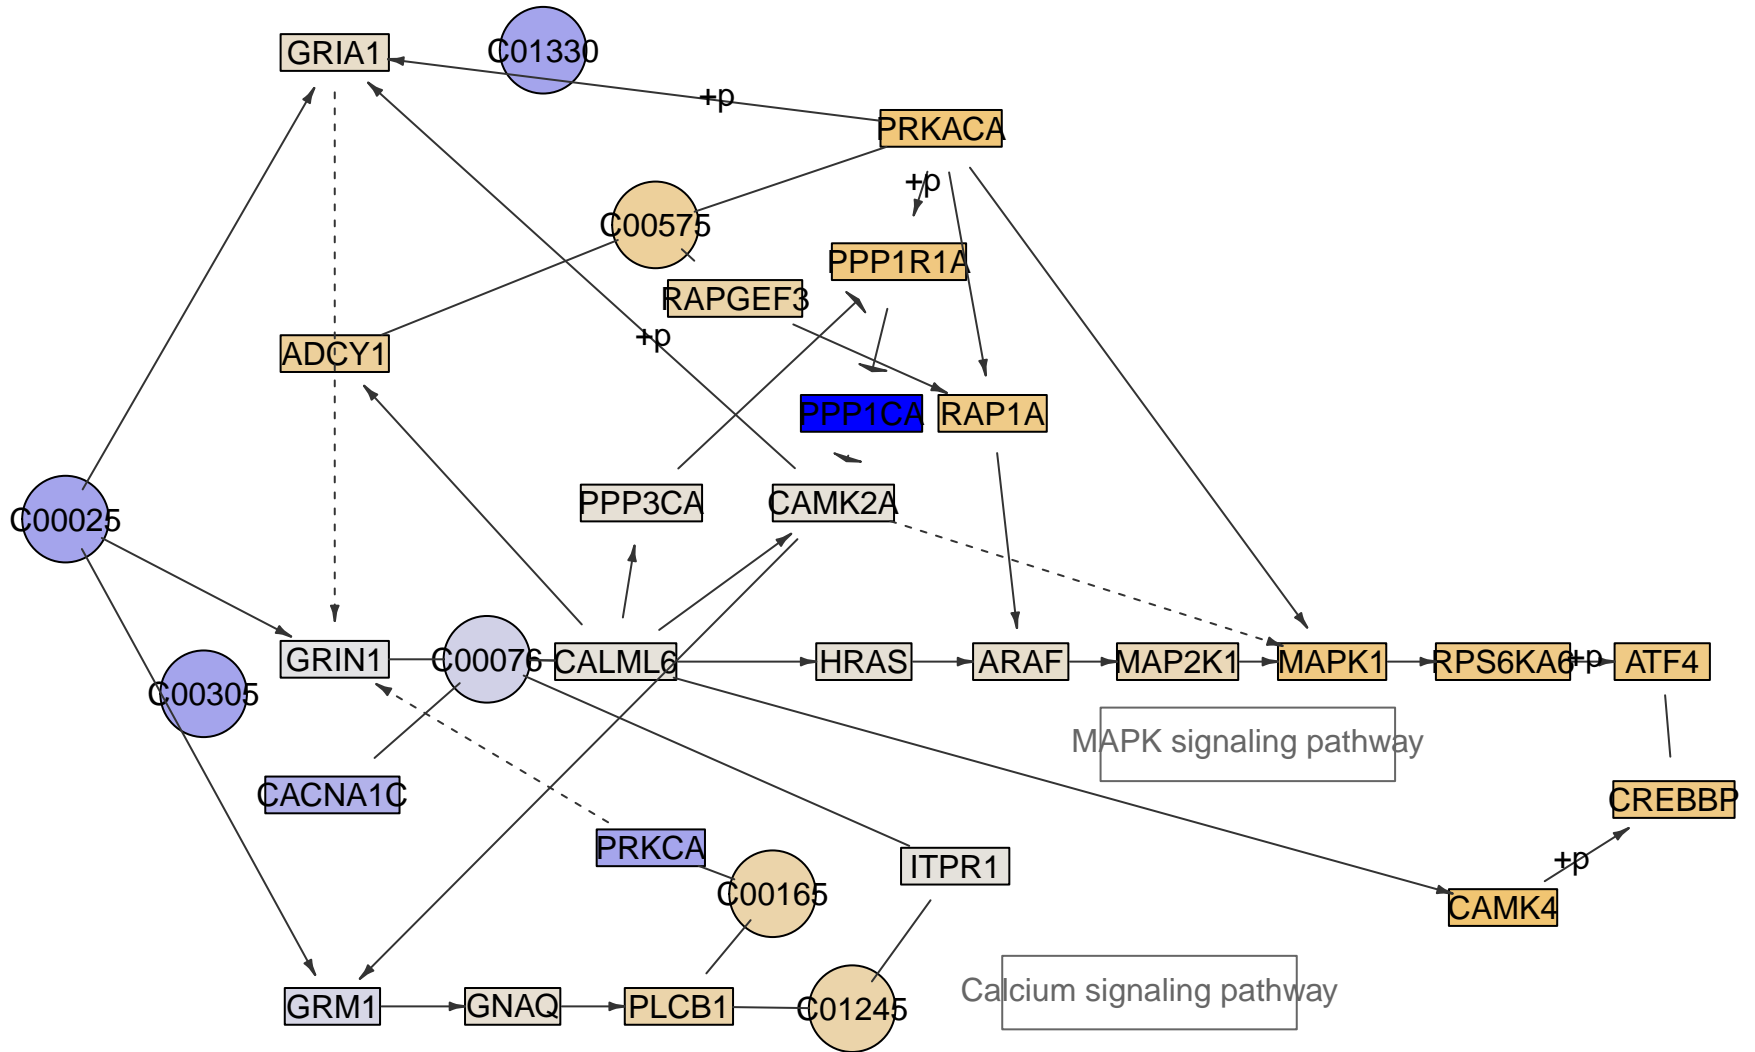 GRIA1
C01330
+p
PRKACA
+p
C00575
PPP1R1A
RAPGEF3
+p
ADCY1
PPP1CA
RAP1A
PPP3CA
CAMK2A
C00025
GRIN1
C00076
CALML6
HRAS
ARAF
MAP2K1
MAPK1
RPS6KA6
+p
ATF4
C00305
MAPK signaling pathway
CACNA1C
CREBBP
PRKCA
+p
ITPR1
C00165
CAMK4
Calcium signaling pathway
GRM1
GNAQ
PLCB1
C01245